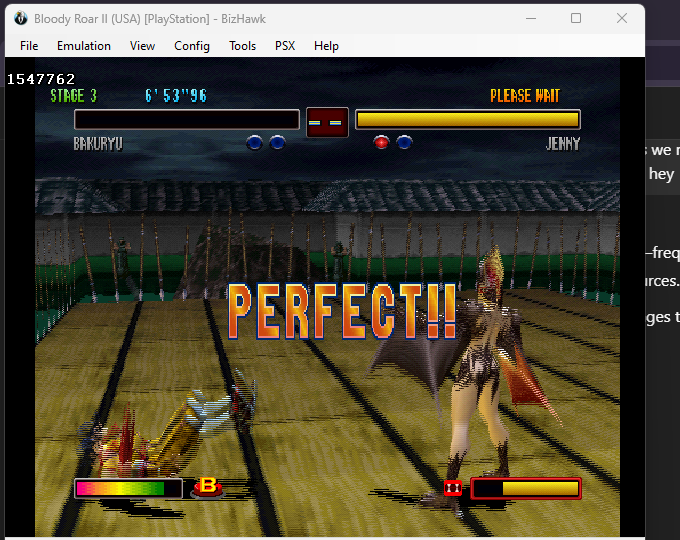 Bloody Roar II (USA) [PlayStation] - BizHawk
File Emulation View Config Tools PSX Help
1547762
STAGE 3 6'53"96 PLEASE WAIT
BAKURYU JENNY
PERFECT!!
B II
s we
hey
–freq
urces.
ges t